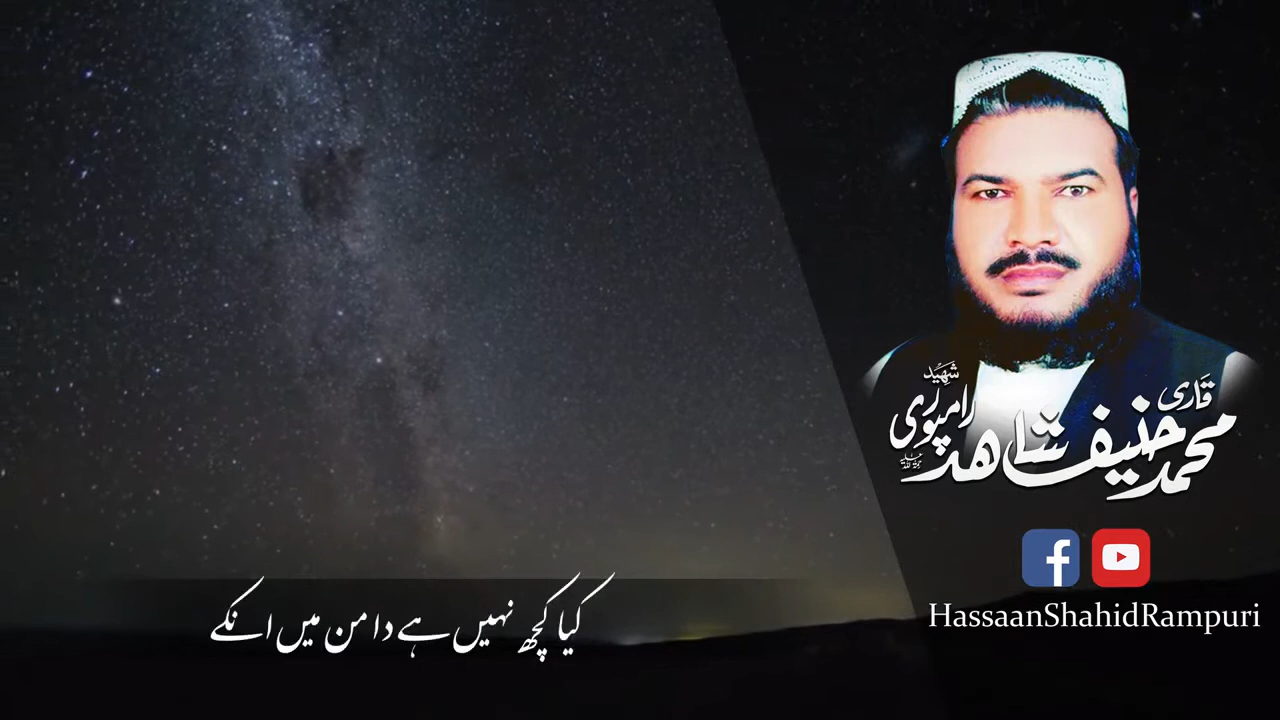 شہید
قاری
محمد حنیف شاھد رامپوری
HassaanShahidRampuri
کیا کچھ نہیں ہے دامن میں انکے